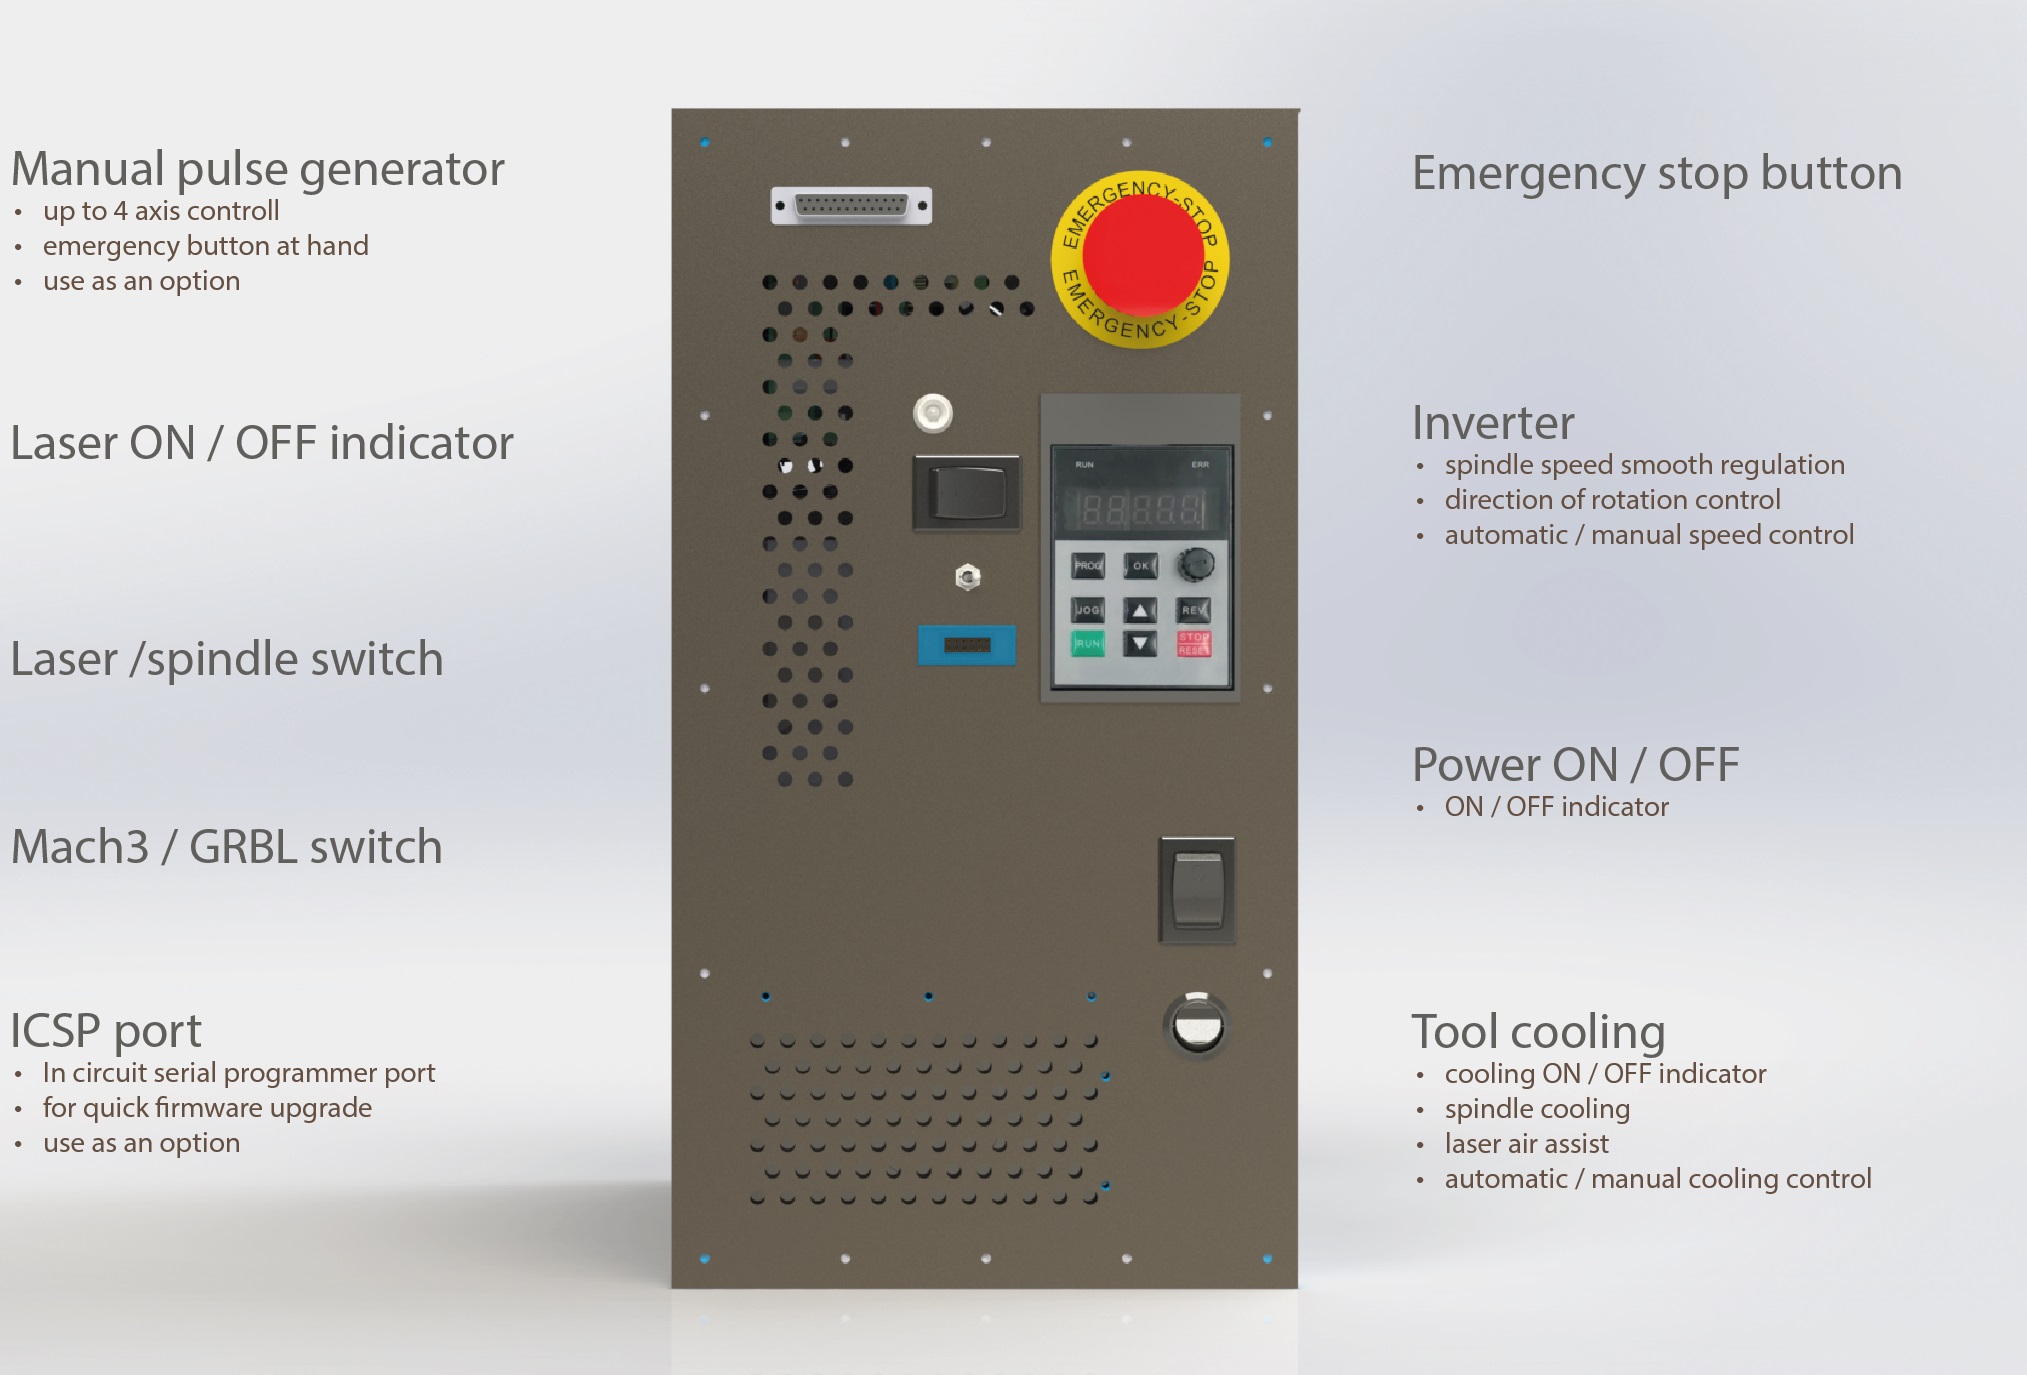 Manual pulse generator
• up to 4 axis controll
• emergency button at hand
• use as an option
Laser ON / OFF indicator
Laser /spindle switch
Mach3 / GRBL switch
ICSP port
• In circuit serial programmer port
• for quick firmware upgrade
• use as an option
EMERGENCY-STOP
EMERGENCY-STOP
RUN ERR
88888
PROG OK
JOG ▲ REV
RUN ▼ STOP
RESET
Emergency stop button
Inverter
• spindle speed smooth regulation
• direction of rotation control
• automatic / manual speed control
Power ON / OFF
• ON / OFF indicator
Tool cooling
• cooling ON / OFF indicator
• spindle cooling
• laser air assist
• automatic / manual cooling control